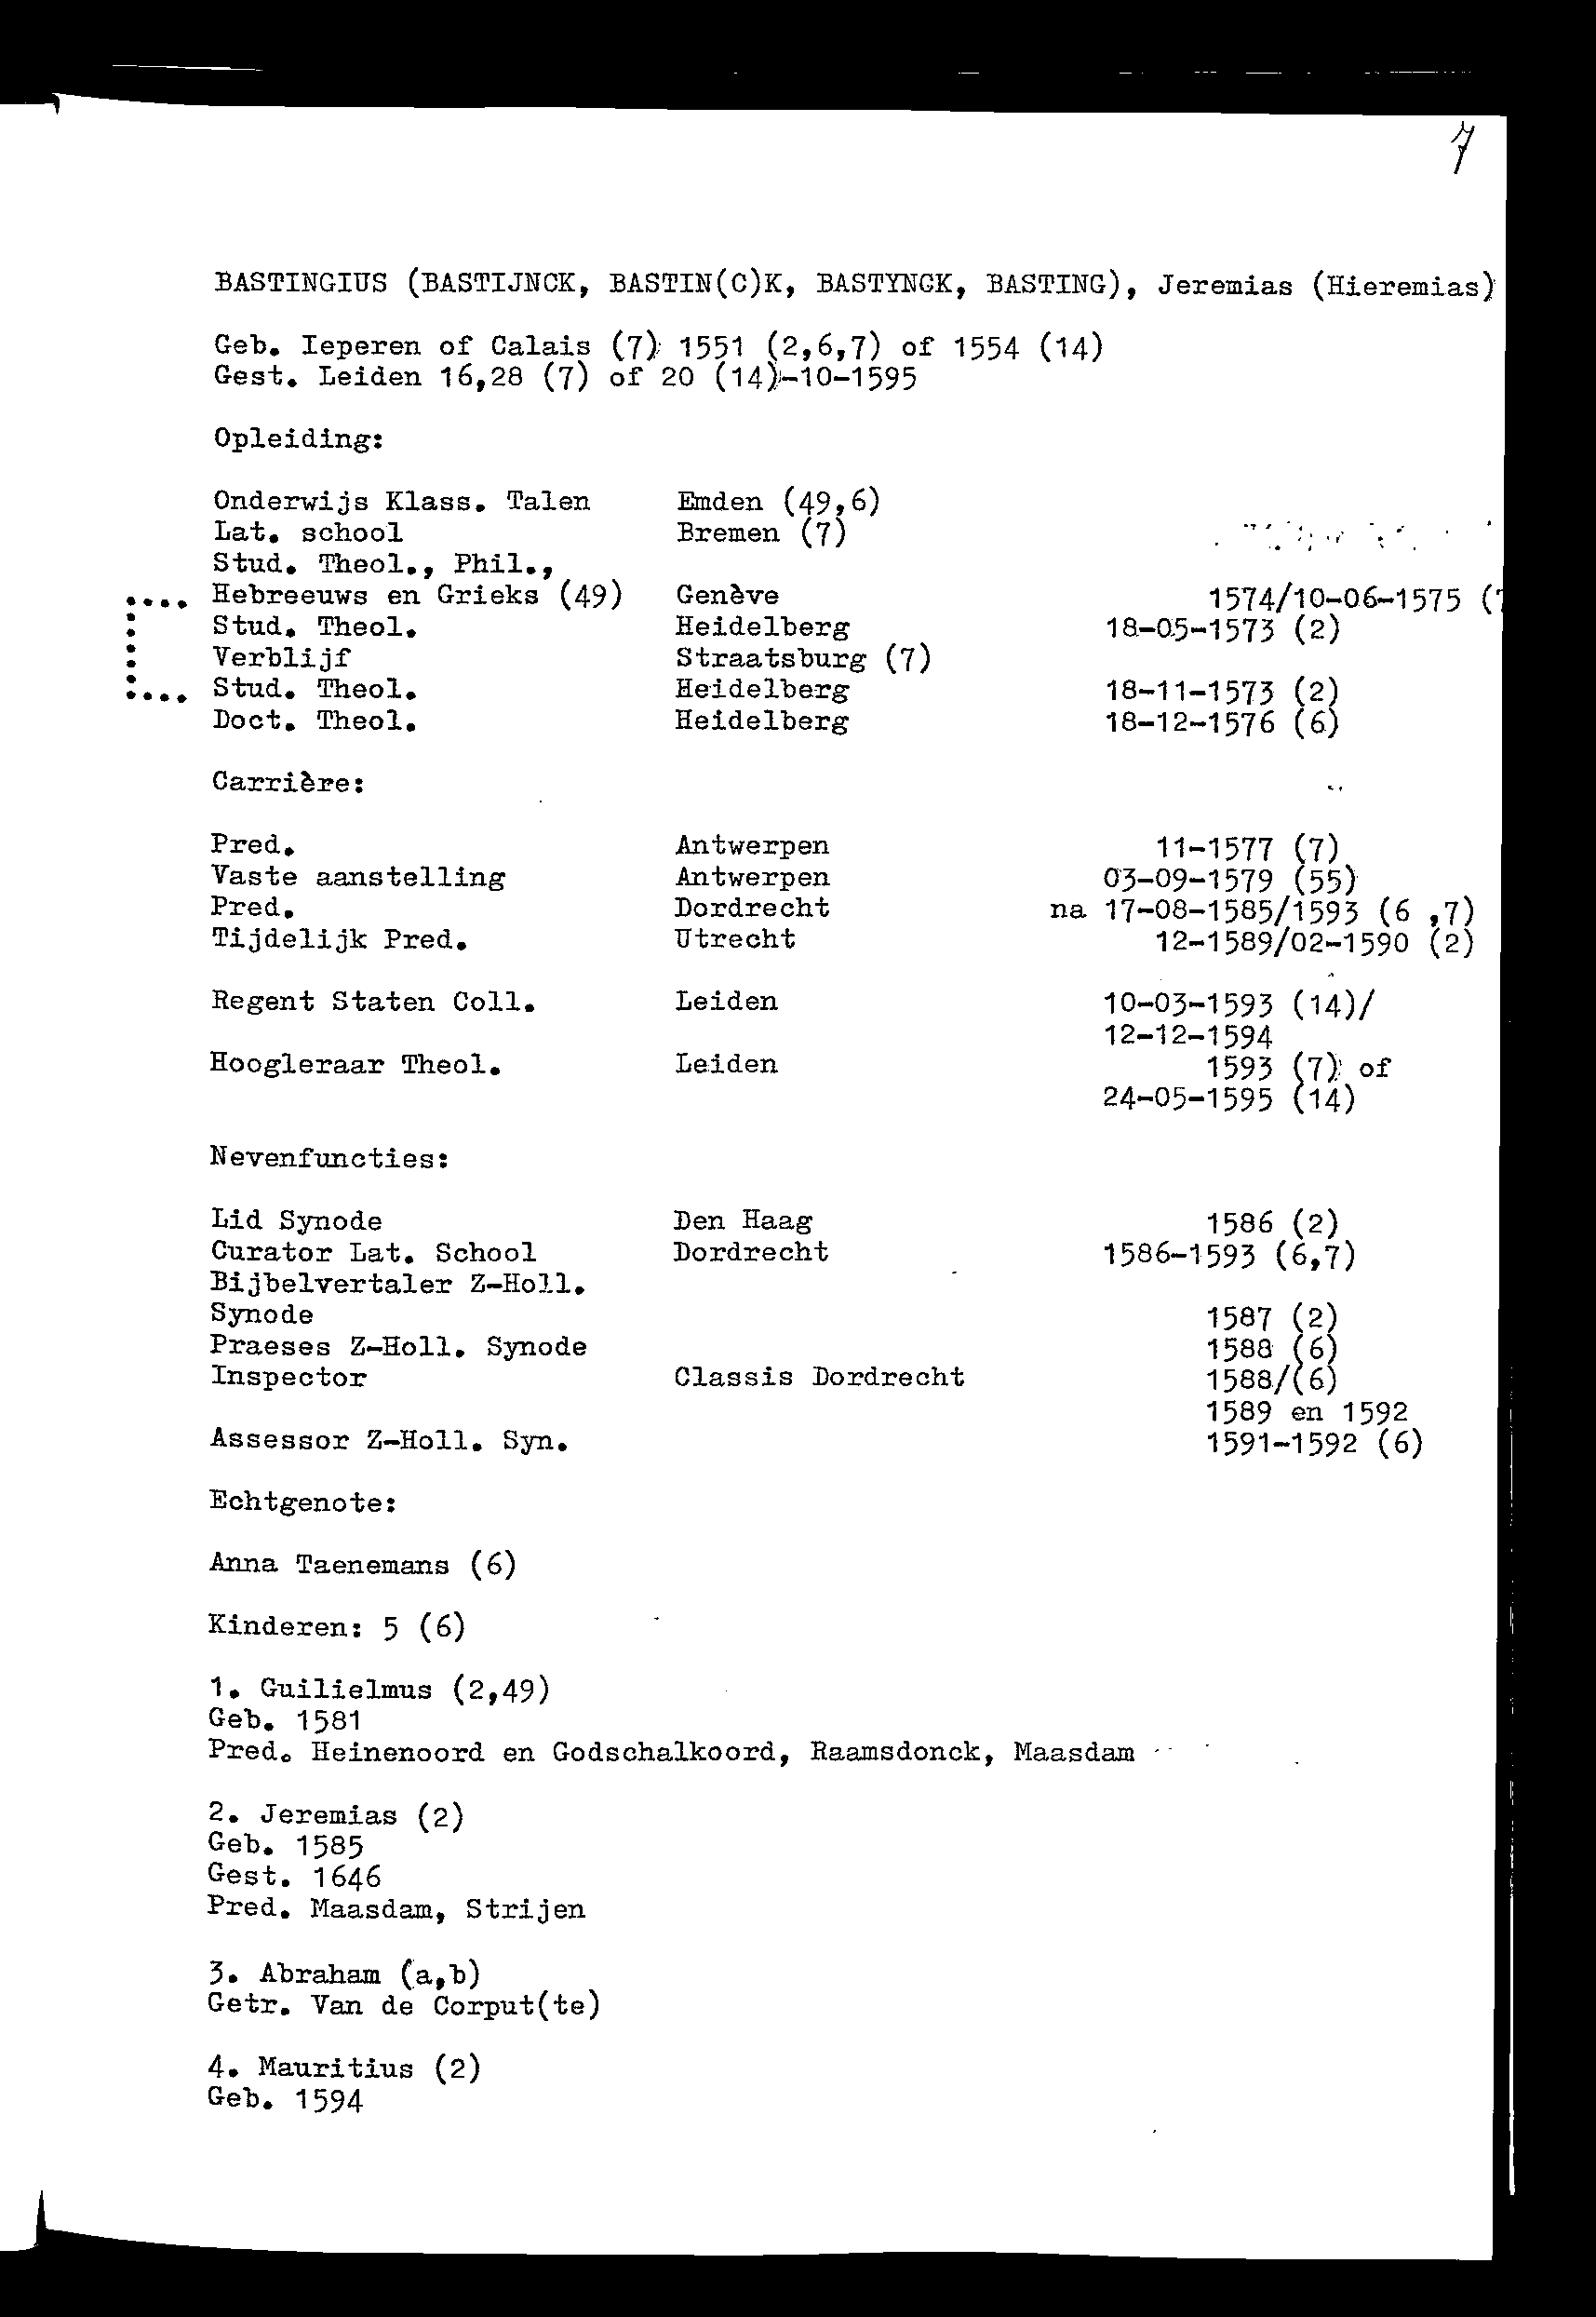 7
BASTINGIUS (BASTIJNCK, BASTIN(C)K, BASTYNCK, BASTING), Jeremias (Hieremias)
Geb. Ieperen of Calais (7) 1551 (2,6,7) of 1554 (14)
Gest. Leiden 16,28 (7) of 20 (14)-10-1595
Opleiding:
Onderwijs Klass. Talen Emden (49,6)
Lat. school Bremen (7)
Stud. Theol., Phil.,
.... Hebreeuws en Grieks (49) Genève 1574/10-06-1575 (
Stud. Theol. Heidelberg 18-05-1573 (2)
Verblijf Straatsburg (7)
.... Stud. Theol. Heidelberg 18-11-1573 (2)
Doct. Theol. Heidelberg 18-12-1576 (6)
Carrière:
Pred. Antwerpen 11-1577 (7)
Vaste aanstelling Antwerpen 03-09-1579 (55)
Pred. Dordrecht na 17-08-1585/1593 (6 ,7)
Tijdelijk Pred. Utrecht 12-1589/02-1590 (2)
Regent Staten Coll. Leiden 10-03-1593 (14)/
12-12-1594
Hoogleraar Theol. Leiden 1593 (7) of
24-05-1595 (14)
Nevenfuncties:
Lid Synode Den Haag 1586 (2)
Curator Lat. School Dordrecht 1586-1593 (6,7)
Bijbelvertaler Z-Holl.
Synode 1587 (2)
Praeses Z-Holl. Synode 1588 (6)
Inspector Classis Dordrecht 1588/(6)
1589 en 1592
Assessor Z-Holl. Syn. 1591-1592 (6)
Echtgenote:
Anna Taenemans (6)
Kinderen: 5 (6)
1. Guilielmus (2,49)
Geb. 1581
Pred. Heinenoord en Godschalkoord, Raamsdonck, Maasdam
2. Jeremias (2)
Geb. 1585
Gest. 1646
Pred. Maasdam, Strijen
3. Abraham (a,b)
Getr. Van de Corput(te)
4. Mauritius (2)
Geb. 1594